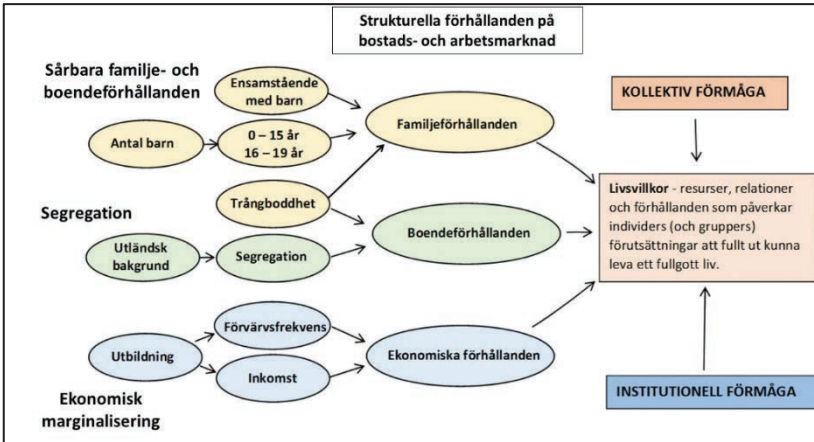 Strukturella förhållanden på
bostads- och arbetsmarknad
Sårbara familje- och
boendeförhållanden
Ensamstående
med barn
Antal barn
0 – 15 år
16 – 19 år
Familjeförhållanden
Trångboddhet
Segregation
Utländsk
bakgrund
Segregation
Boendeförhållanden
Utbildning
Förvärvsfrekvens
Inkomst
Ekonomiska förhållanden
Ekonomisk
marginalisering
KOLLEKTIV FÖRMÅGA
Livsvillkor - resurser, relationer
och förhållanden som påverkar
individers (och gruppers)
förutsättningar att fullt ut kunna
leva ett fullgott liv.
INSTITUTIONELL FÖRMÅGA